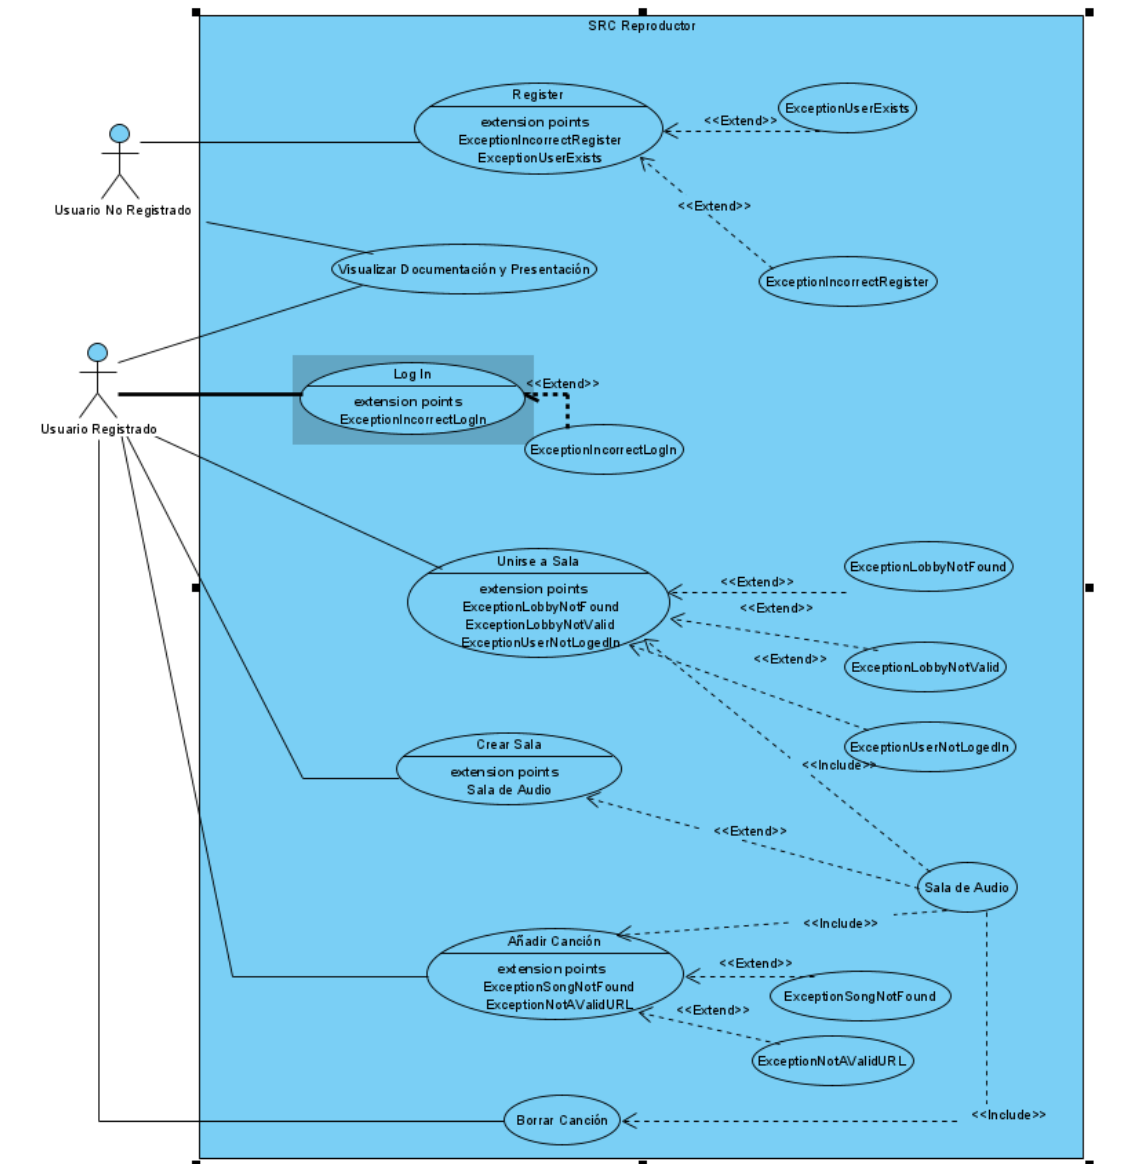 SRC Reproductor
Register
extension points
ExceptionIncorrectRegister
ExceptionUserExists
<<Extend>>
ExceptionUserExists
Usuario No Registrado
<<Extend>>
ExceptionIncorrectRegister
Visualizar Documentación y Presentación
Usuario Registrado
Log In
extension points
ExceptionIncorrectLogIn
<<Extend>>
ExceptionIncorrectLogIn
Unirse a Sala
extension points
ExceptionLobbyNotFound
ExceptionLobbyNotValid
ExceptionUserNotLogedIn
<<Extend>>
ExceptionLobbyNotFound
<<Extend>>
ExceptionLobbyNotValid
<<Extend>>
ExceptionUserNotLogedIn
<<Include>>
Crear Sala
extension points
Sala de Audio
<<Extend>>
Sala de Audio
<<Include>>
Añadir Canción
extension points
ExceptionSongNotFound
ExceptionNotAValidURL
<<Extend>>
ExceptionSongNotFound
<<Extend>>
ExceptionNotAValidURL
Borrar Canción
<<Include>>